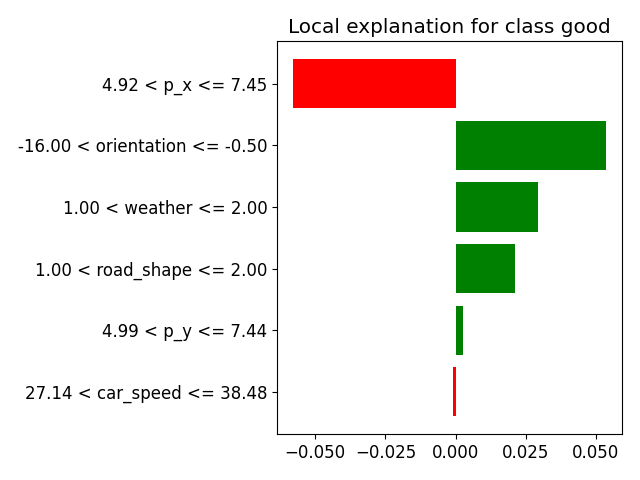 Local explanation for class good
4.92 < p_x <= 7.45
-16.00 < orientation <= -0.50
1.00 < weather <= 2.00
1.00 < road_shape <= 2.00
4.99 < p_y <= 7.44
27.14 < car_speed <= 38.48
−0.050 −0.025 0.000 0.025 0.050